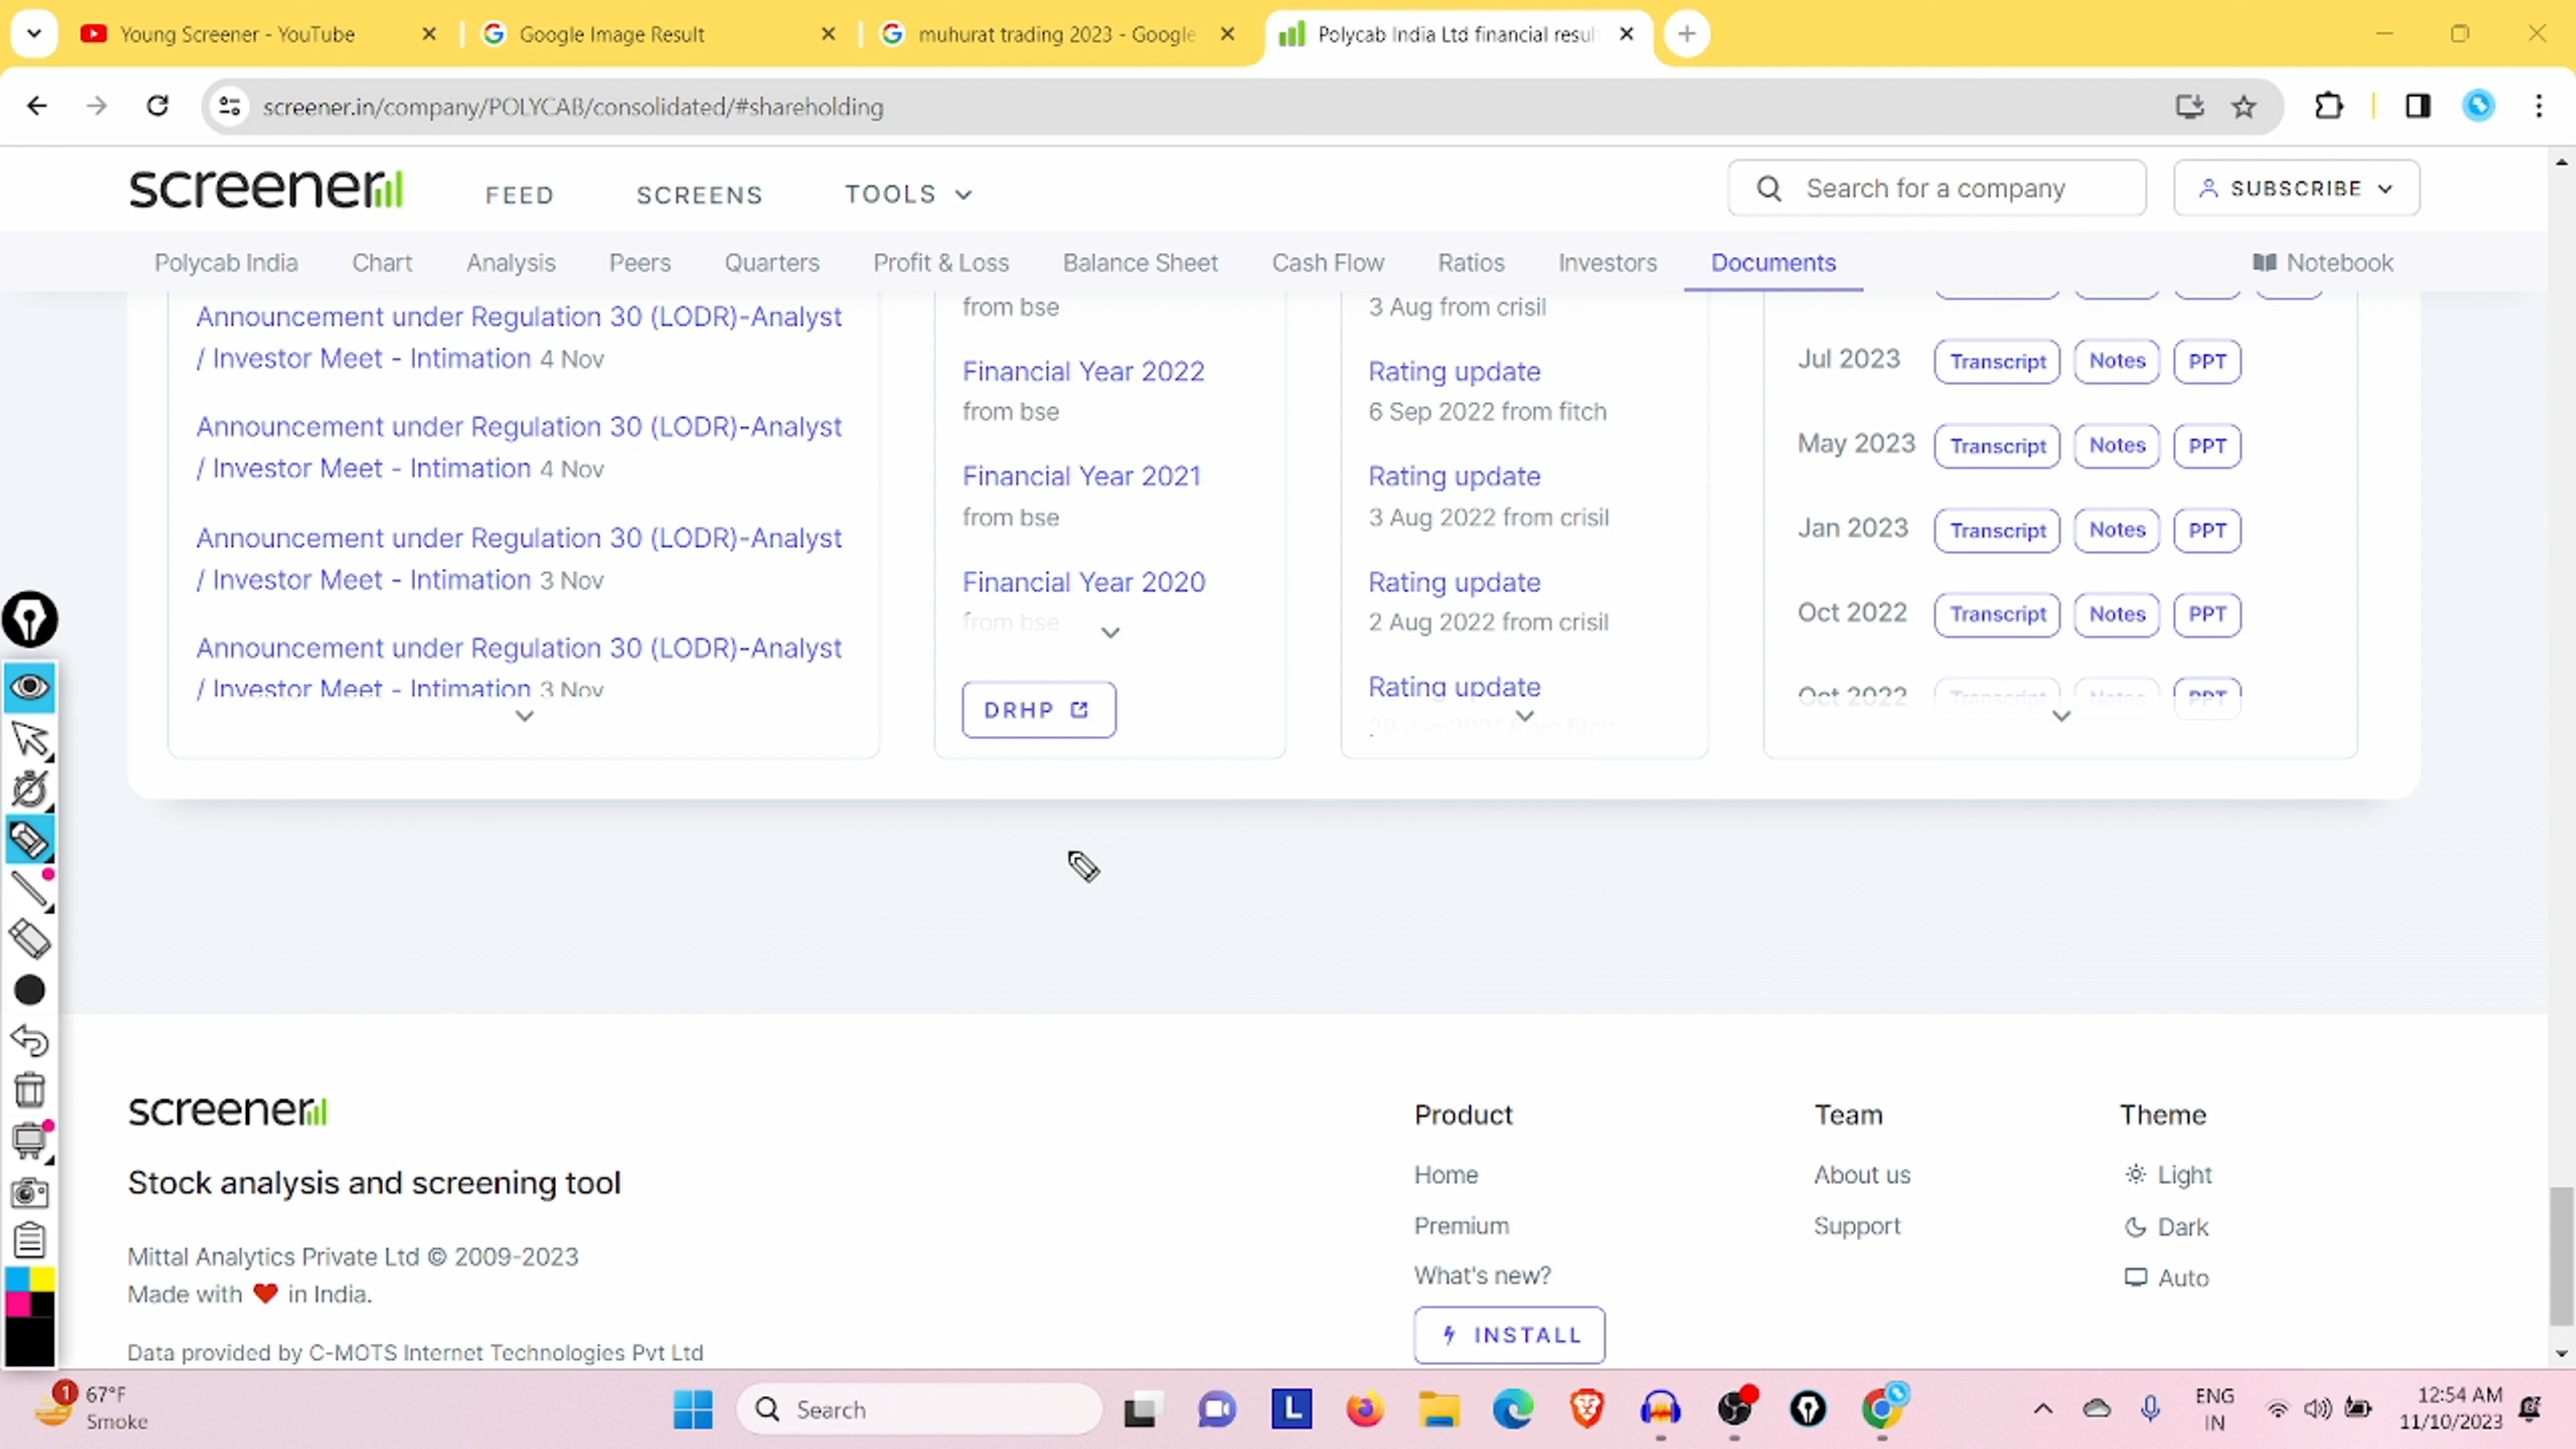 Young Screener - YouTube
Google Image Result
muhurat trading 2023 - Google
Polycab India Ltd financial resul
screener.in/company/POLYCAB/consolidated/#shareholding
screener
FEED
SCREENS
TOOLS
Search for a company
SUBSCRIBE
Polycab India
Chart
Analysis
Peers
Quarters
Profit & Loss
Balance Sheet
Cash Flow
Ratios
Investors
Documents
Notebook
Announcement under Regulation 30 (LODR)-Analyst
/ Investor Meet - Intimation 4 Nov
Announcement under Regulation 30 (LODR)-Analyst
/ Investor Meet - Intimation 4 Nov
Announcement under Regulation 30 (LODR)-Analyst
/ Investor Meet - Intimation 3 Nov
Announcement under Regulation 30 (LODR)-Analyst
/ Investor Meet - Intimation 3 Nov
from bse
Financial Year 2022
from bse
Financial Year 2021
from bse
Financial Year 2020
from bse
DRHP
3 Aug from crisil
Rating update
6 Sep 2022 from fitch
Rating update
3 Aug 2022 from crisil
Rating update
2 Aug 2022 from crisil
Rating update
29 Jun 2021 from fitch
Jul 2023 Transcript Notes PPT
May 2023 Transcript Notes PPT
Jan 2023 Transcript Notes PPT
Oct 2022 Transcript Notes PPT
Oct 2022 Transcript Notes PPT
screener
Stock analysis and screening tool
Mittal Analytics Private Ltd © 2009-2023
Made with ❤ in India.
Data provided by C-MOTS Internet Technologies Pvt Ltd
Product
Home
Premium
What's new?
INSTALL
Team
About us
Support
Theme
Light
Dark
Auto
1
67°F
Smoke
Search
L
ENG
IN
12:54 AM
11/10/2023